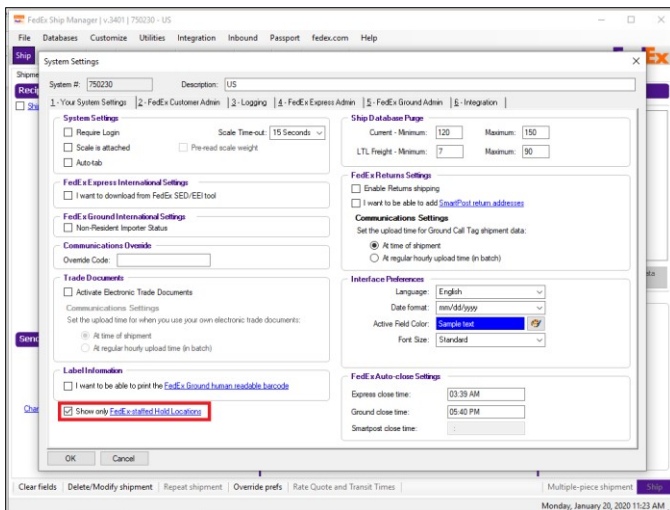 FedEx Ship Manager | v.3401 | 750230 - US
File Databases Customize Utilities Integration Inbound Passport fedex.com Help
Ship
System Settings
System #: 750230 Description: US
1 - Your System Settings 2 - FedEx Customer Admin 3 - Logging 4 - FedEx Express Admin 5 - FedEx Ground Admin 6 - Integration
System Settings
Require Login Scale Time-out: 15 Seconds
Scale is attached Pre-read scale weight
Auto-tab
FedEx Express International Settings
I want to download from FedEx SED/EEI tool
FedEx Ground International Settings
Non-Resident Importer Status
Communications Override
Override Code:
Trade Documents
Activate Electronic Trade Documents
Communications Settings
Set the upload time for when you use your own electronic trade documents:
At time of shipment
At regular hourly upload time (in batch)
Label Information
I want to be able to print the FedEx Ground human readable barcode
Show only FedEx-staffed Hold Locations
Ship Database Purge
Current - Minimum: 120 Maximum: 150
LTL Freight - Minimum: 7 Maximum: 90
FedEx Returns Settings
Enable Returns shipping
I want to be able to add SmartPost return addresses
Communications Settings
Set the upload time for Ground Call Tag shipment data:
At time of shipment
At regular hourly upload time (in batch)
Interface Preferences
Language: English
Date format: mm/dd/yyyy
Active Field Color: Sample text
Font Size: Standard
FedEx Auto-close Settings
Express close time: 03:39 AM
Ground close time: 05:40 PM
Smartpost close time: :
OK Cancel
Clear fields Delete/Modify shipment Repeat shipment Override prefs Rate Quote and Transit Times Multiple-piece shipment Ship
Monday, January 20, 2020 11:23 AM